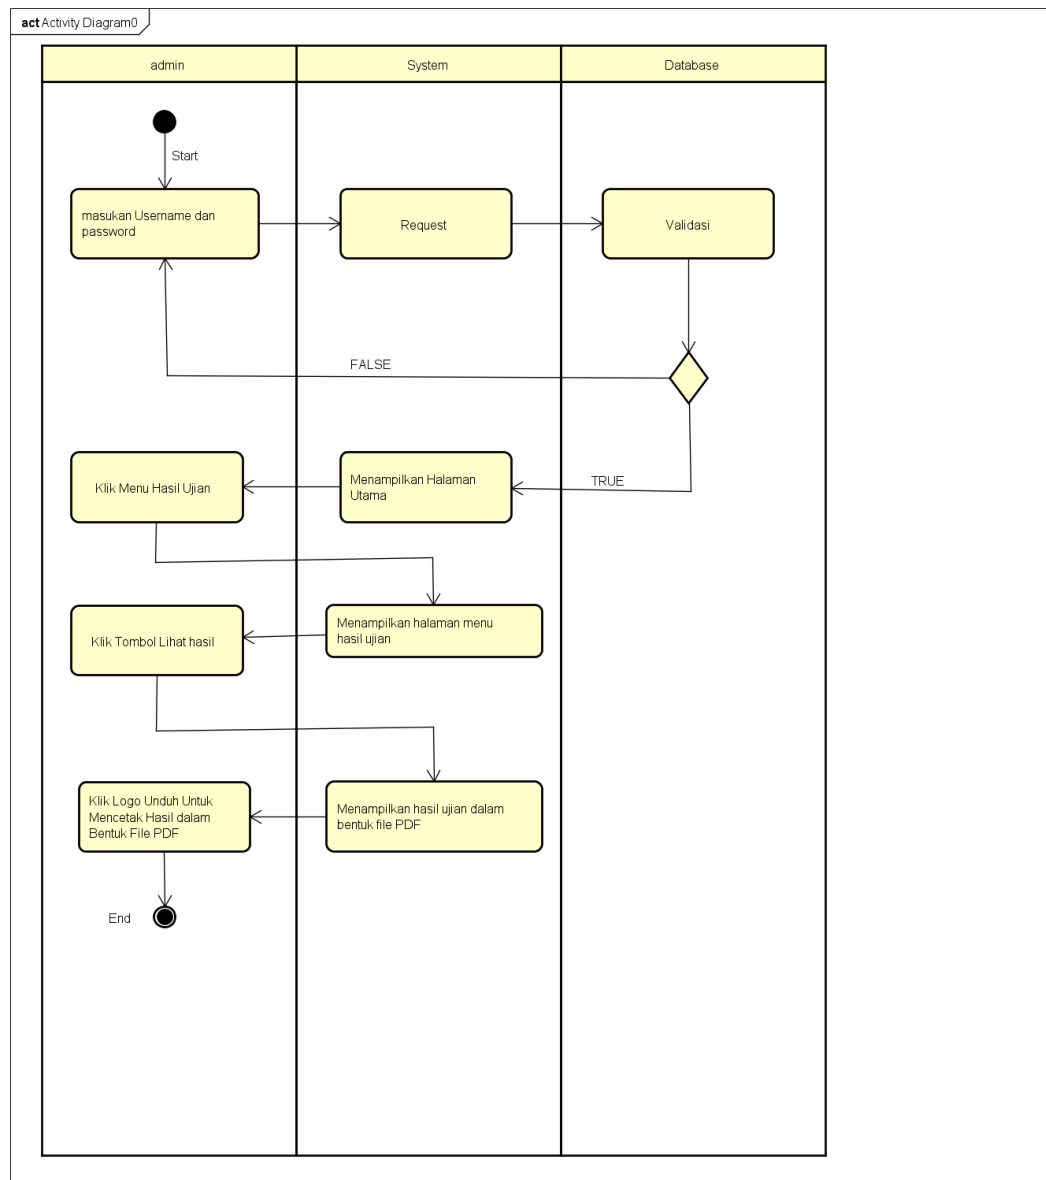 act Activity Diagram0
admin
System
Database
Start
masukan Username dan
password
Request
Validasi
FALSE
TRUE
Menampilkan Halaman
Utama
Klik Menu Hasil Ujian
Menampilkan halaman menu
hasil ujian
Klik Tombol Lihat hasil
Menampilkan hasil ujian dalam
bentuk file PDF
Klik Logo Unduh Untuk
Mencetak Hasil dalam
Bentuk File PDF
End